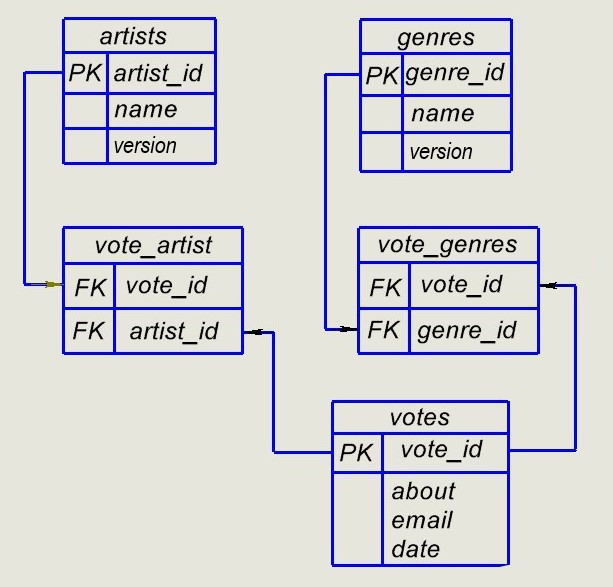 artists
PK artist_id
name
version
genres
PK genre_id
name
version
vote_artist
FK vote_id
FK artist_id
vote_genres
FK vote_id
FK genre_id
votes
PK vote_id
about
email
date